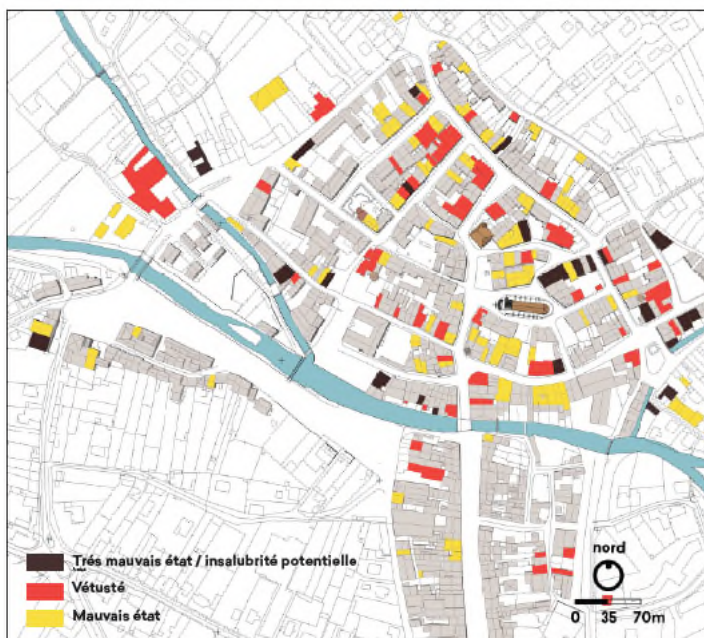 Trés mauvais état / insalubrité potentielle
Vétusté
Mauvais état
nord
0 35 70m